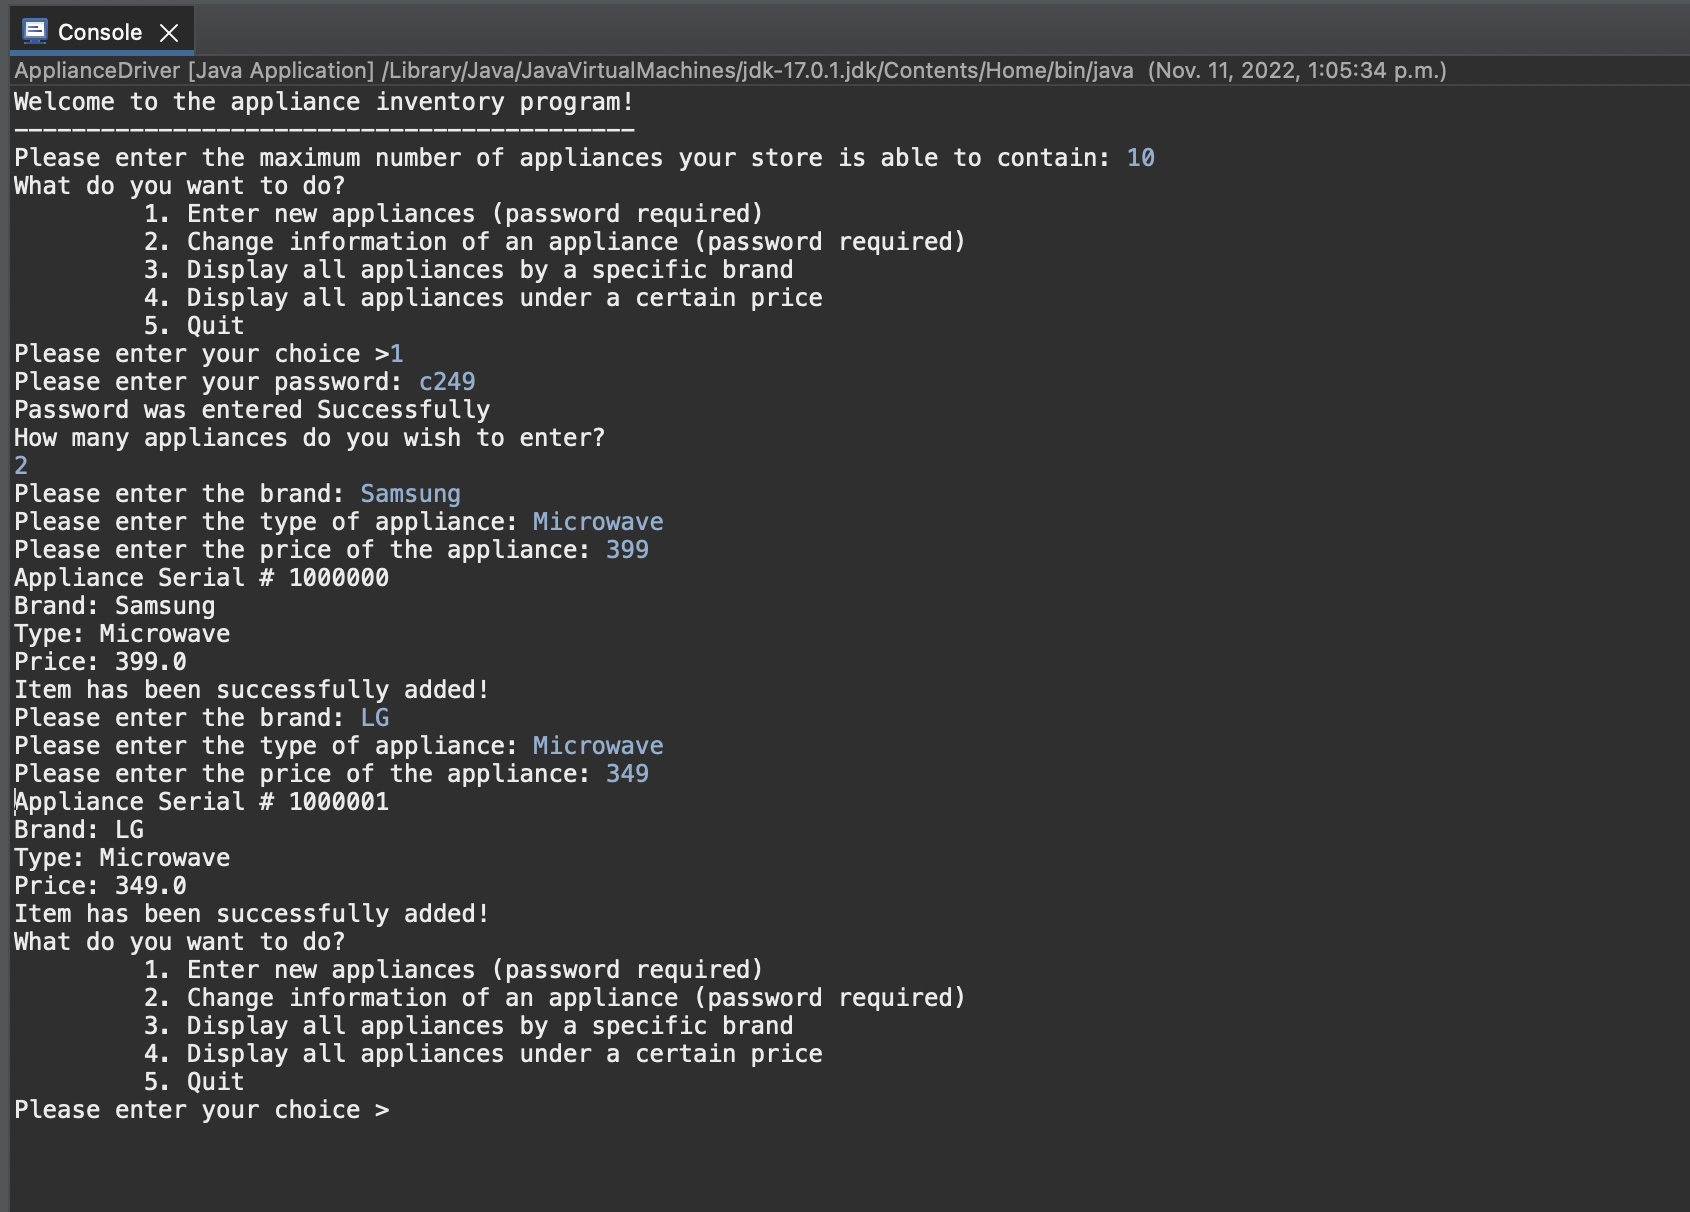 Console
ApplianceDriver [Java Application] /Library/Java/JavaVirtualMachines/jdk-17.0.1.jdk/Contents/Home/bin/java (Nov. 11, 2022, 1:05:34 p.m.)
Welcome to the appliance inventory program!
-------------------------------------------
Please enter the maximum number of appliances your store is able to contain: 10
What do you want to do?
1. Enter new appliances (password required)
2. Change information of an appliance (password required)
3. Display all appliances by a specific brand
4. Display all appliances under a certain price
5. Quit
Please enter your choice >1
Please enter your password: c249
Password was entered Successfully
How many appliances do you wish to enter?
2
Please enter the brand: Samsung
Please enter the type of appliance: Microwave
Please enter the price of the appliance: 399
Appliance Serial # 1000000
Brand: Samsung
Type: Microwave
Price: 399.0
Item has been successfully added!
Please enter the brand: LG
Please enter the type of appliance: Microwave
Please enter the price of the appliance: 349
Appliance Serial # 1000001
Brand: LG
Type: Microwave
Price: 349.0
Item has been successfully added!
What do you want to do?
1. Enter new appliances (password required)
2. Change information of an appliance (password required)
3. Display all appliances by a specific brand
4. Display all appliances under a certain price
5. Quit
Please enter your choice >